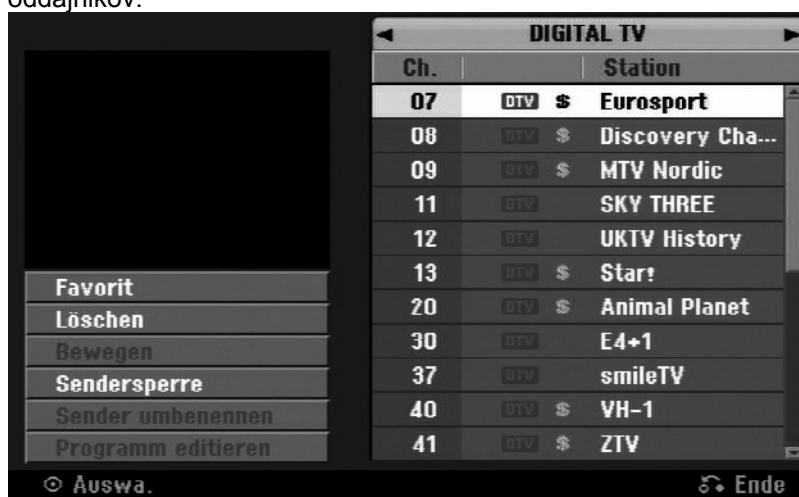 oddajnikov.
◄ DIGITAL TV ►
Ch. Station
07 DTV $ Eurosport
08 DTV $ Discovery Cha...
09 DTV $ MTV Nordic
11 DTV SKY THREE
12 DTV UKTV History
13 DTV $ Star!
20 DTV $ Animal Planet
30 DTV E4+1
37 DTV smileTV
40 DTV $ VH-1
41 DTV $ ZTV
Favorit
Löschen
Bewegen
Sendersperre
Sender umbenennen
Programm editieren
Auswa.
Ende